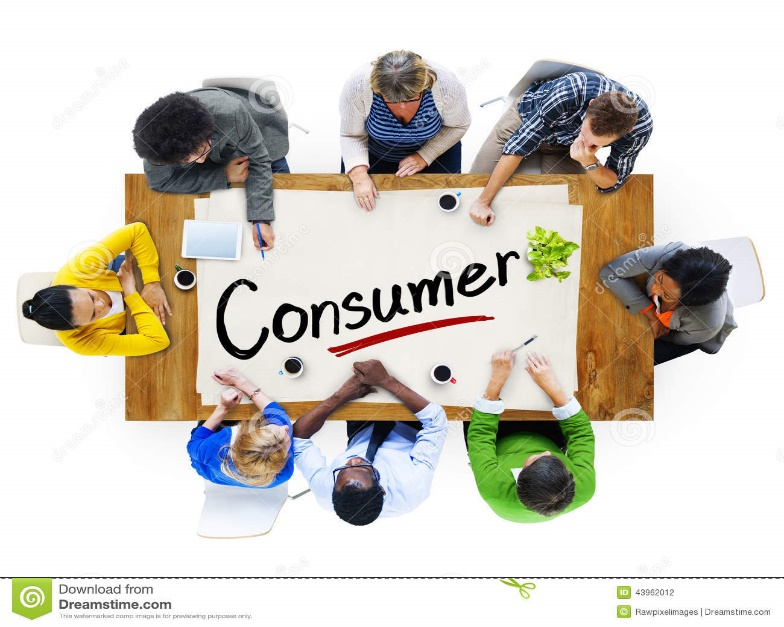 Consumer
Download from
Dreamstime.com
This watermarked comp image is for previewing purposes only.
ID 43962012
Rawpixelimages | Dreamstime.com